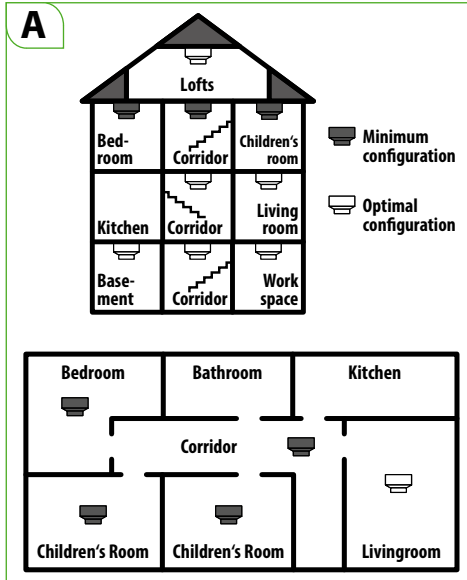 A
Lofts
Bed-
room
Corridor
Children's
room
Minimum
configuration
Kitchen
Corridor
Living
room
Optimal
configuration
Base-
ment
Corridor
Work
space
Bedroom
Bathroom
Kitchen
Corridor
Children's Room
Children's Room
Livingroom